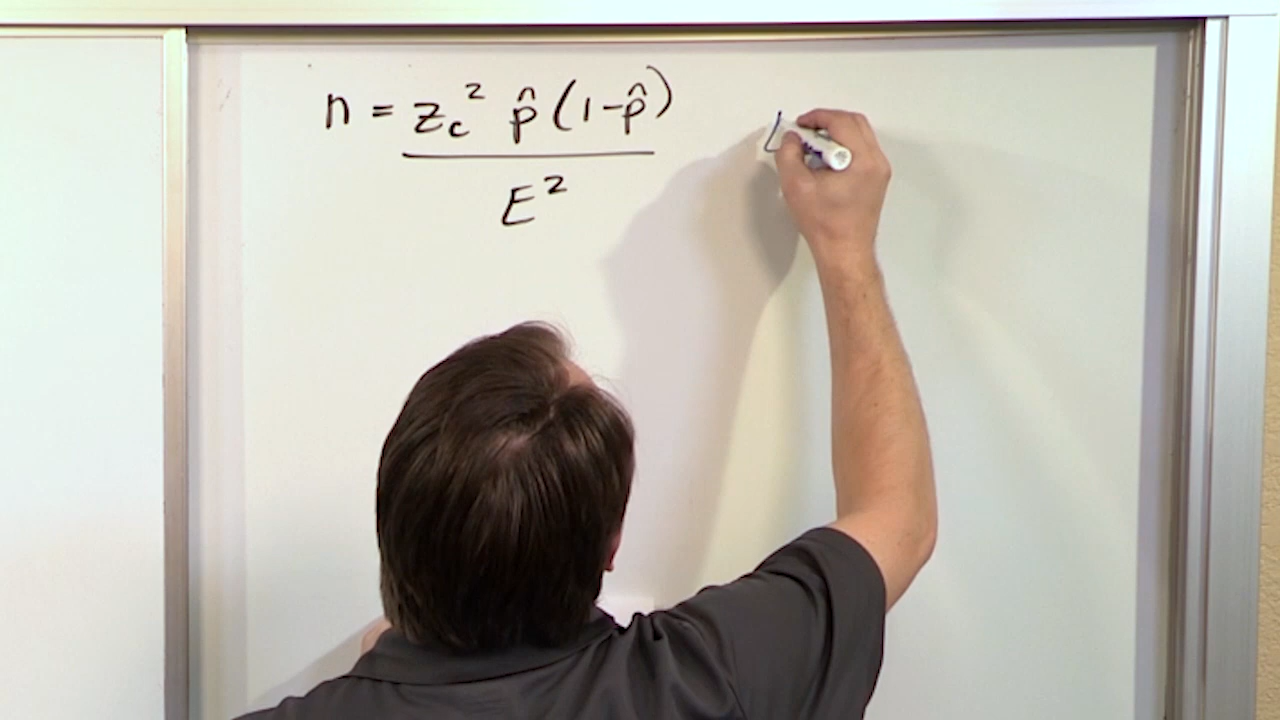 n = z_c² p̂ (1-p̂)
E²